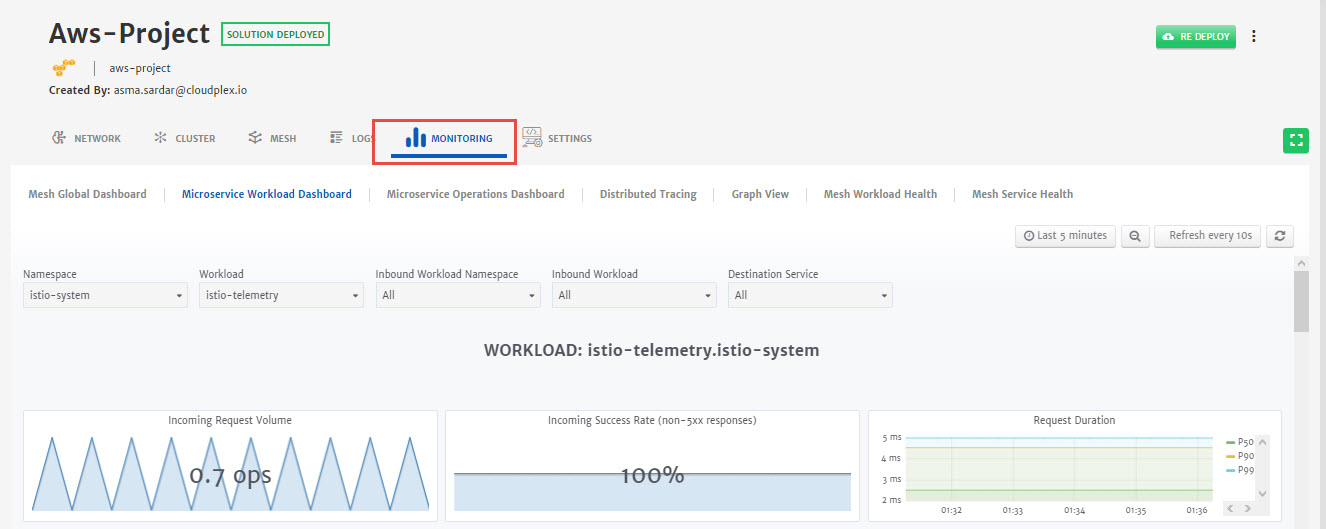 Aws-Project SOLUTION DEPLOYED RE DEPLOY
aws-project
Created By: asma.sardar@cloudplex.io
NETWORK CLUSTER MESH LOGS MONITORING SETTINGS
Mesh Global Dashboard Microservice Workload Dashboard Microservice Operations Dashboard Distributed Tracing Graph View Mesh Workload Health Mesh Service Health
Last 5 minutes Refresh every 10s
Namespace Workload Inbound Workload Namespace Inbound Workload Destination Service
istio-system istio-telemetry All All All
WORKLOAD: istio-telemetry.istio-system
Incoming Request Volume
0.7 ops
Incoming Success Rate (non-5xx responses)
100%
Request Duration
5 ms
4 ms
3 ms
2 ms
01:32 01:33 01:34 01:35 01:36
P50
P90
P99